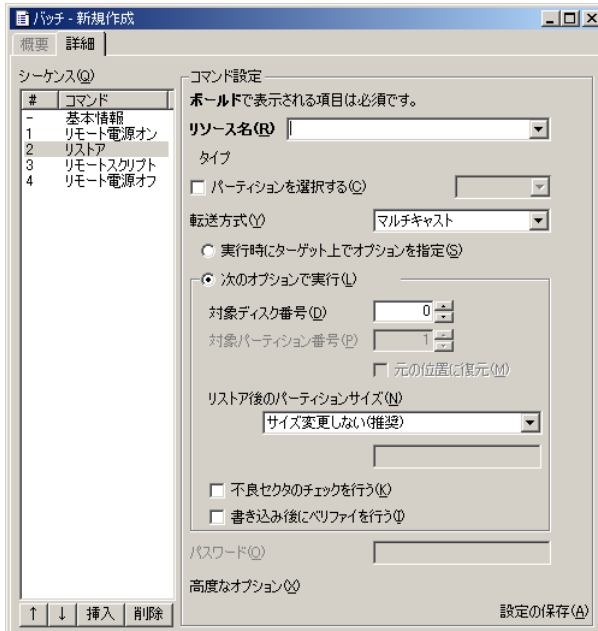 バッチ - 新規作成
概要 詳細
シーケンス(Q)
# コマンド
- 基本情報
1 リモート電源オン
2 リストア
3 リモートスクリプト
4 リモート電源オフ
↑ ↓ 挿入 削除
コマンド設定
ボールドで表示される項目は必須です。
リソース名(R)
タイプ
パーティションを選択する(C)
転送方式(Y) マルチキャスト
実行時にターゲット上でオプションを指定(S)
次のオプションで実行(L)
対象ディスク番号(D) 0
対象パーティション番号(P) 1
元の位置に復元(M)
リストア後のパーティションサイズ(N)
サイズ変更しない(推奨)
不良セクタのチェックを行う(K)
書き込み後にベリファイを行う(I)
パスワード(O)
高度なオプション(X)
設定の保存(A)